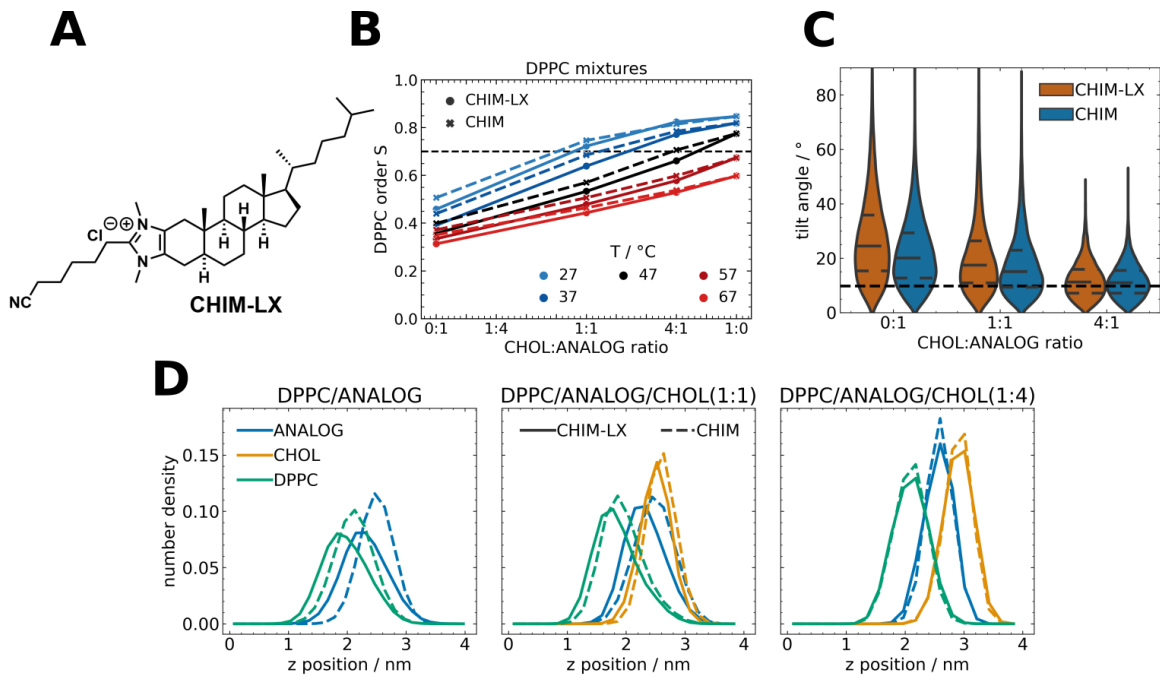 A
Cl
⊖
⊕
N
N
H
H
H
H
NC
CHIM-LX
B
DPPC mixtures
CHIM-LX
CHIM
DPPC order S
1.0
0.8
0.6
0.4
0.2
0.0
T / °C
27 47 57
37 67
0:1 1:4 1:1 4:1 1:0
CHOL:ANALOG ratio
C
CHIM-LX
CHIM
tilt angle / °
80
60
40
20
0
0:1 1:1 4:1
CHOL:ANALOG ratio
D
DPPC/ANALOG
ANALOG
CHOL
DPPC
number density
0.15
0.10
0.05
0.00
0 1 2 3 4
z position / nm
DPPC/ANALOG/CHOL(1:1)
CHIM-LX CHIM
0 1 2 3 4
z position / nm
DPPC/ANALOG/CHOL(1:4)
0 1 2 3 4
z position / nm